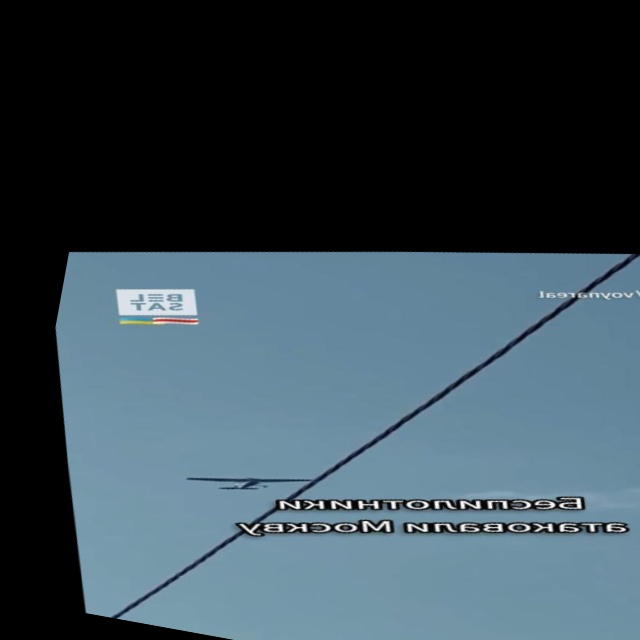 BEL
SAT
/voynareal
Беспилотники
атаковали Москву